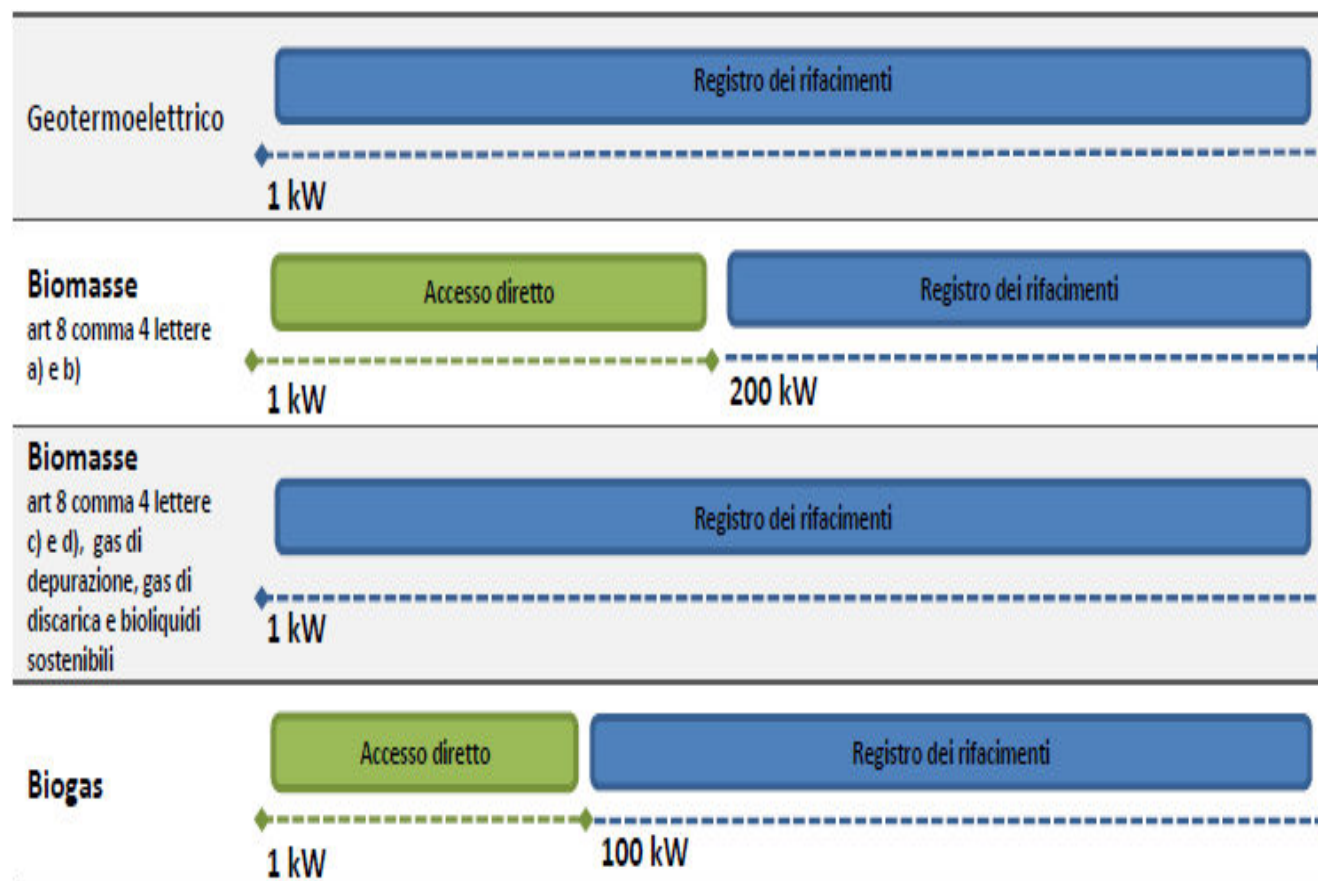 Registro dei rifacimenti
Geotermoelettrico
1 kW
Biomasse
art 8 comma 4 lettere
a) e b)
Accesso diretto
Registro dei rifacimenti
1 kW
200 kW
Biomasse
art 8 comma 4 lettere
c) e d), gas di
depurazione, gas di
discarica e bioliquidi
sostenibili
Registro dei rifacimenti
1 kW
Biogas
Accesso diretto
Registro dei rifacimenti
1 kW
100 kW